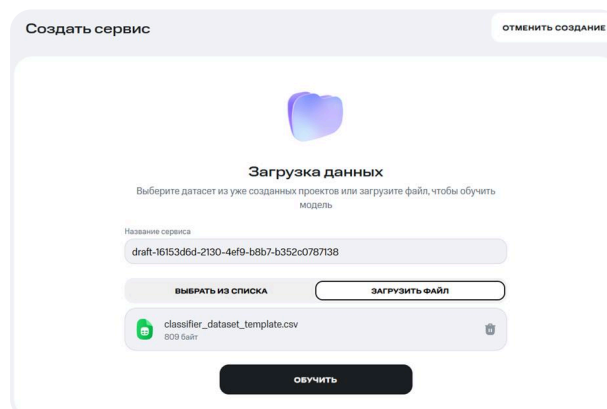 Создать сервис
ОТМЕНИТЬ СОЗДАНИЕ
Загрузка данных
Выберите датасет из уже созданных проектов или загрузите файл, чтобы обучить
модель
Название сервиса
draft-16153d6d-2130-4ef9-b8b7-b352c0787138
ВЫБРАТЬ ИЗ СПИСКА
ЗАГРУЗИТЬ ФАЙЛ
classifier_dataset_template.csv
809 байт
ОБУЧИТЬ